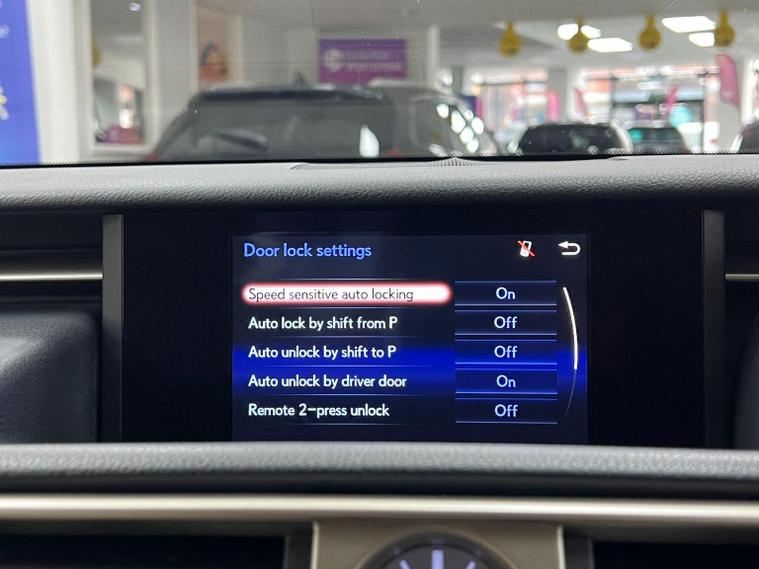 Door lock settings
Speed sensitive auto locking On
Auto lock by shift from P Off
Auto unlock by shift to P Off
Auto unlock by driver door On
Remote 2-press unlock Off